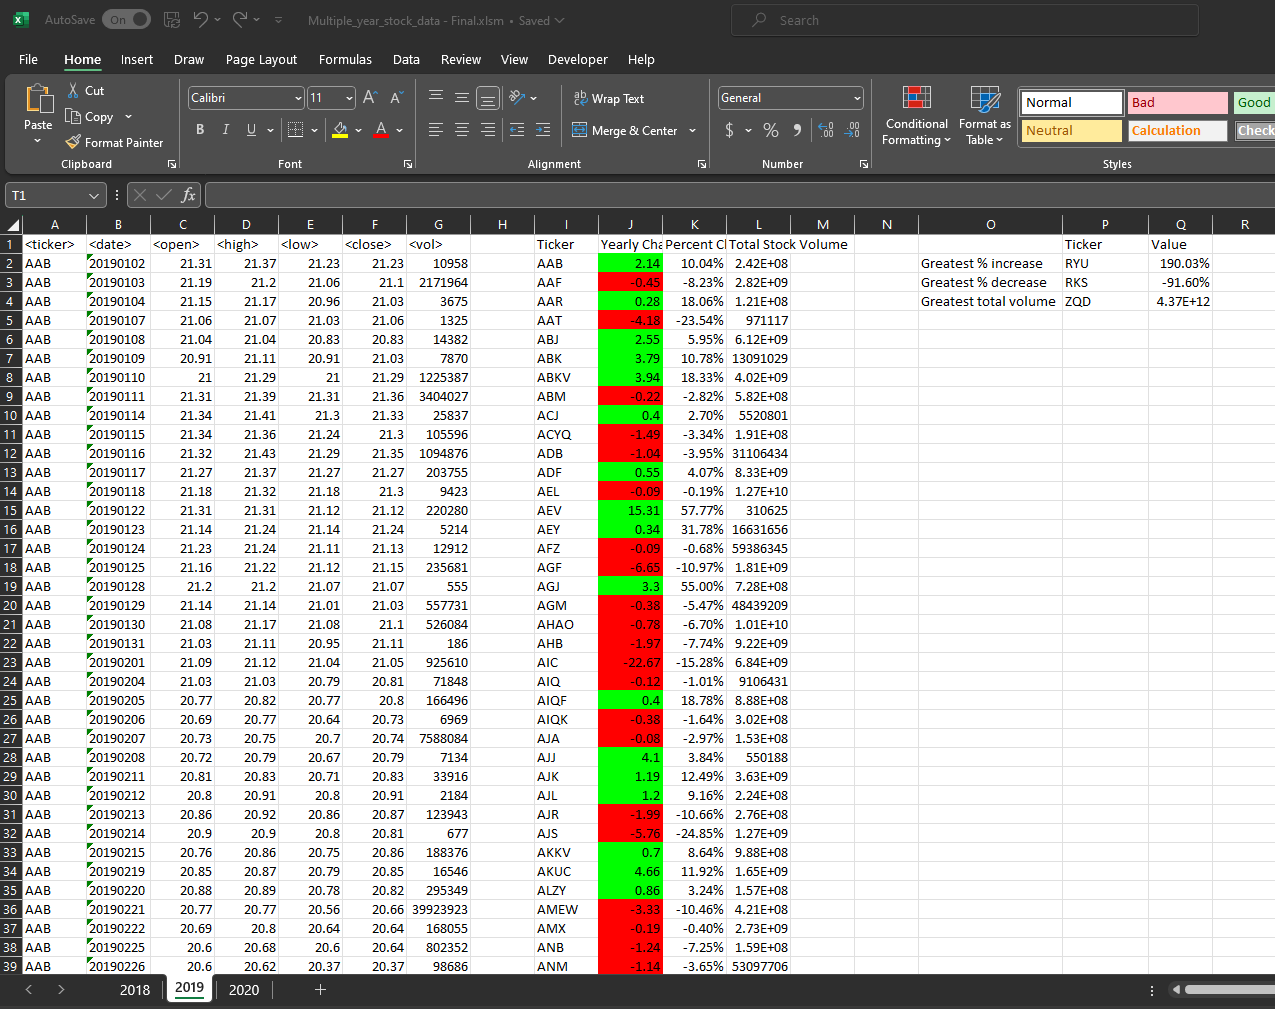 AutoSave On Multiple_year_stock_data - Final.xlsm • Saved Search
File Home Insert Draw Page Layout Formulas Data Review View Developer Help
Paste
Cut
Copy
Format Painter
Clipboard
Calibri 11
B I U A
Font
Wrap Text
Merge & Center
Alignment
General
$ % 9
Number
Conditional Formatting
Format as Table
Normal Bad Good
Neutral Calibration Check
Styles
T1 fx
A B C D E F G H I J K L M N O P Q R
1 <ticker> <date> <open> <high> <low> <close> <vol> Ticker Yearly Cha Percent Cl Total Stock Volume Ticker Value
2 AAB 20190102 21.31 21.37 21.23 21.23 10958 AAB 2.14 10.04% 2.42E+08 Greatest % increase RYU 190.03%
3 AAB 20190103 21.19 21.2 21.06 21.1 2171964 AAF -0.45 -8.23% 2.82E+09 Greatest % decrease RKS -91.60%
4 AAB 20190104 21.15 21.17 20.96 21.03 3675 AAR 0.28 18.06% 1.21E+08 Greatest total volume ZQD 4.37E+12
5 AAB 20190107 21.06 21.07 21.03 21.06 1325 AAT -4.18 -23.54% 971117
6 AAB 20190108 21.04 21.04 20.83 20.83 14382 ABJ 2.55 5.95% 6.12E+09
7 AAB 20190109 20.91 21.11 20.91 21.03 7870 ABK 3.79 10.78% 13091029
8 AAB 20190110 21 21.29 21 21.29 1225387 ABKV 3.94 18.33% 4.02E+09
9 AAB 20190111 21.31 21.39 21.31 21.36 3404027 ABM -0.22 -2.82% 5.82E+08
10 AAB 20190114 21.34 21.41 21.3 21.33 25837 ACJ 0.4 2.70% 5520801
11 AAB 20190115 21.34 21.36 21.24 21.3 105596 ACYQ -1.49 -3.34% 1.91E+08
12 AAB 20190116 21.32 21.43 21.29 21.35 1094876 ADB -1.04 -3.95% 31106434
13 AAB 20190117 21.27 21.37 21.27 21.27 203755 ADF 0.55 4.07% 8.33E+09
14 AAB 20190118 21.18 21.32 21.18 21.3 9423 AEL -0.09 -0.19% 1.27E+10
15 AAB 20190122 21.31 21.31 21.12 21.12 220280 AEV 15.31 57.77% 310625
16 AAB 20190123 21.14 21.24 21.14 21.24 5214 AEY 0.34 31.78% 16631656
17 AAB 20190124 21.23 21.24 21.11 21.13 12912 AFZ -0.09 -0.68% 59386345
18 AAB 20190125 21.16 21.22 21.12 21.15 235681 AGF -6.65 -10.97% 1.81E+09
19 AAB 20190128 21.2 21.2 21.07 21.07 555 AGJ 3.3 55.00% 7.28E+08
20 AAB 20190129 21.14 21.14 21.01 21.03 557731 AGM -0.38 -5.47% 48439209
21 AAB 20190130 21.08 21.17 21.08 21.1 526084 AHAO -0.78 -6.70% 1.01E+10
22 AAB 20190131 21.03 21.11 20.95 21.11 186 AHB -1.97 -7.74% 9.22E+09
23 AAB 20190201 21.09 21.12 21.04 21.05 925610 AIC -22.67 -15.28% 6.84E+09
24 AAB 20190204 21.03 21.03 20.79 20.81 71848 AIQ -0.12 -1.01% 9106431
25 AAB 20190205 20.77 20.82 20.77 20.8 166496 AIQF 0.4 18.78% 8.88E+08
26 AAB 20190206 20.69 20.77 20.64 20.73 6969 AIQK -0.38 -1.64% 3.02E+08
27 AAB 20190207 20.73 20.75 20.7 20.74 7588084 AJA -0.08 -2.97% 1.53E+08
28 AAB 20190208 20.72 20.79 20.67 20.79 7134 AJJ 4.1 3.84% 550188
29 AAB 20190211 20.81 20.83 20.71 20.83 33916 AJK 1.19 12.49% 3.63E+09
30 AAB 20190212 20.8 20.91 20.8 20.91 2184 AJL 1.2 9.16% 2.24E+08
31 AAB 20190213 20.86 20.92 20.86 20.87 123943 AJR -1.99 -10.66% 2.76E+08
32 AAB 20190214 20.9 20.9 20.8 20.81 677 AJS -5.76 -24.85% 1.27E+09
33 AAB 20190215 20.76 20.86 20.75 20.86 188376 AKKV 0.7 8.64% 9.88E+08
34 AAB 20190219 20.85 20.87 20.79 20.85 16546 AKUC 4.66 11.92% 1.65E+09
35 AAB 20190220 20.88 20.89 20.78 20.82 295349 ALZY 0.86 3.24% 1.57E+08
36 AAB 20190221 20.77 20.77 20.56 20.66 39923923 AMEW -3.33 -10.46% 4.21E+08
37 AAB 20190222 20.69 20.8 20.64 20.64 168055 AMX -0.19 -0.40% 2.73E+09
38 AAB 20190225 20.6 20.68 20.6 20.64 802352 ANB -1.24 -7.25% 1.59E+08
39 AAB 20190226 20.6 20.62 20.37 20.37 98686 ANM -1.14 -3.65% 53097706
2018 2019 2020